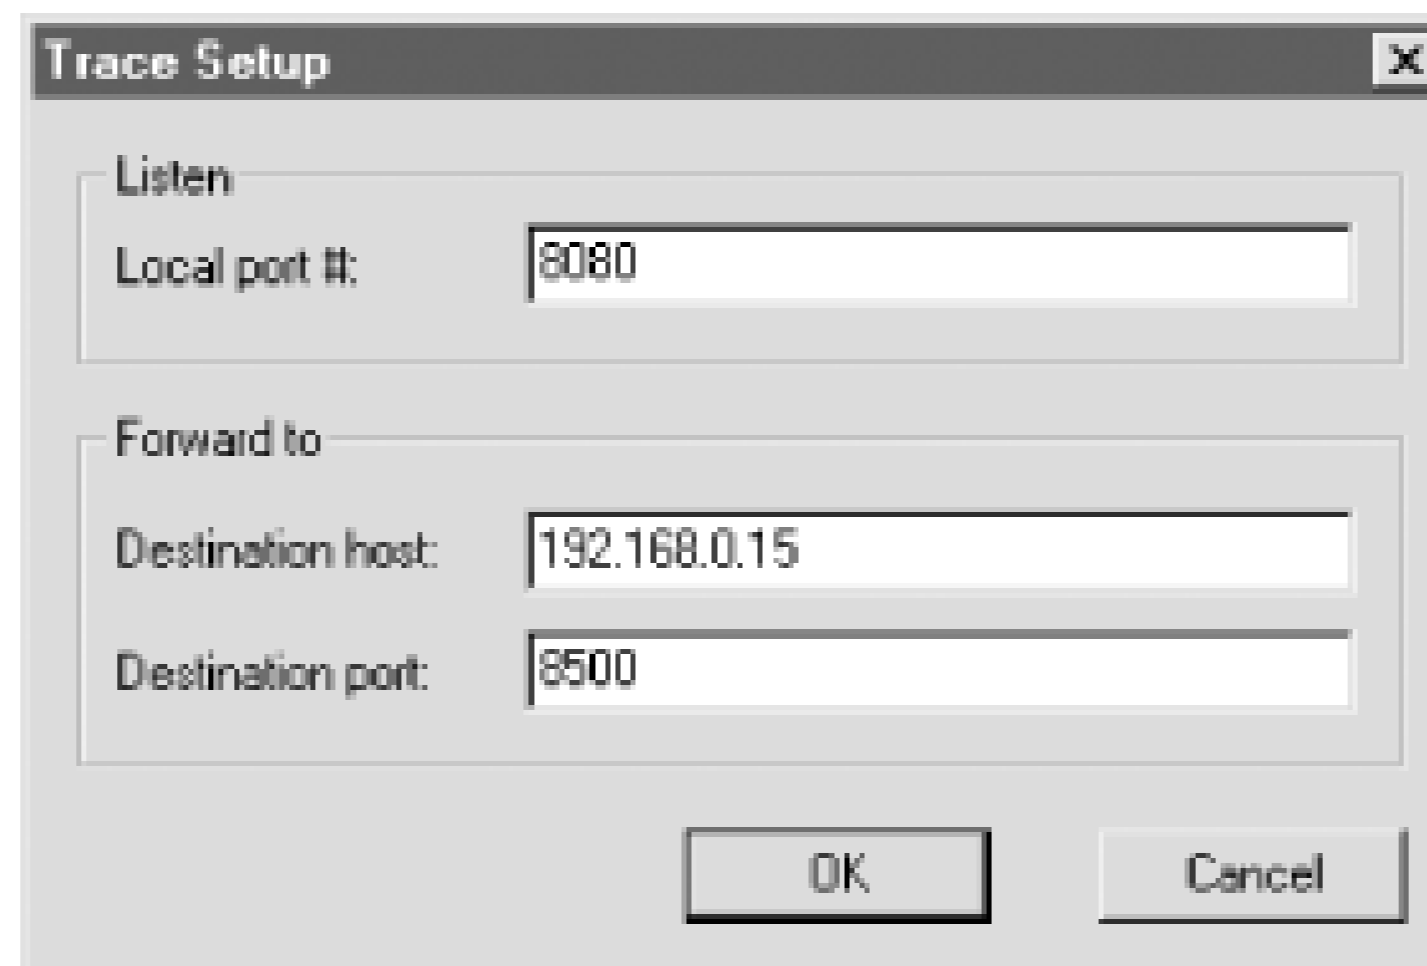 Trace Setup
Listen
Local port #: 8080
Forward to
Destination host: 192.168.0.15
Destination port: 8500
OK Cancel